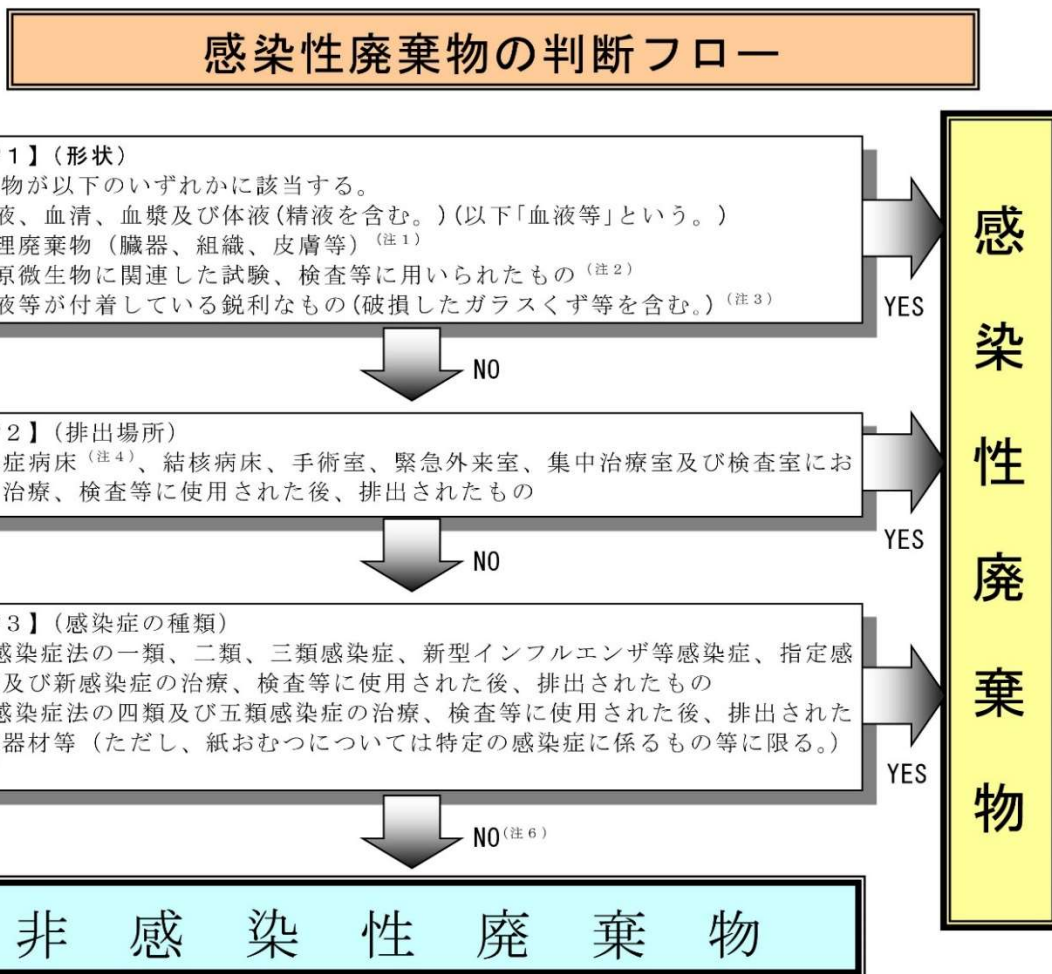 感染性廃棄物の判断フロー
1】(形状)
物が以下のいずれかに該当する。
液、血清、血漿及び体液(精液を含む。)(以下「血液等」という。)
理廃棄物(臓器、組織、皮膚等)(注1)
原微生物に関連した試験、検査等に用いられたもの(注2)
液等が付着している鋭利なもの(破損したガラスくず等を含む。)(注3)
YES
NO
2】(排出場所)
症病床(注4)、結核病床、手術室、緊急外来室、集中治療室及び検査室にお
治療、検査等に使用された後、排出されたもの
YES
NO
3】(感染症の種類)
感染症法の一類、二類、三類感染症、新型インフルエンザ等感染症、指定感
及び新感染症の治療、検査等に使用された後、排出されたもの
感染症法の四類及び五類感染症の治療、検査等に使用された後、排出された
器材等(ただし、紙おむつについては特定の感染症に係るもの等に限る。)
YES
NO(注6)
非感染性廃棄物
感染性廃棄物